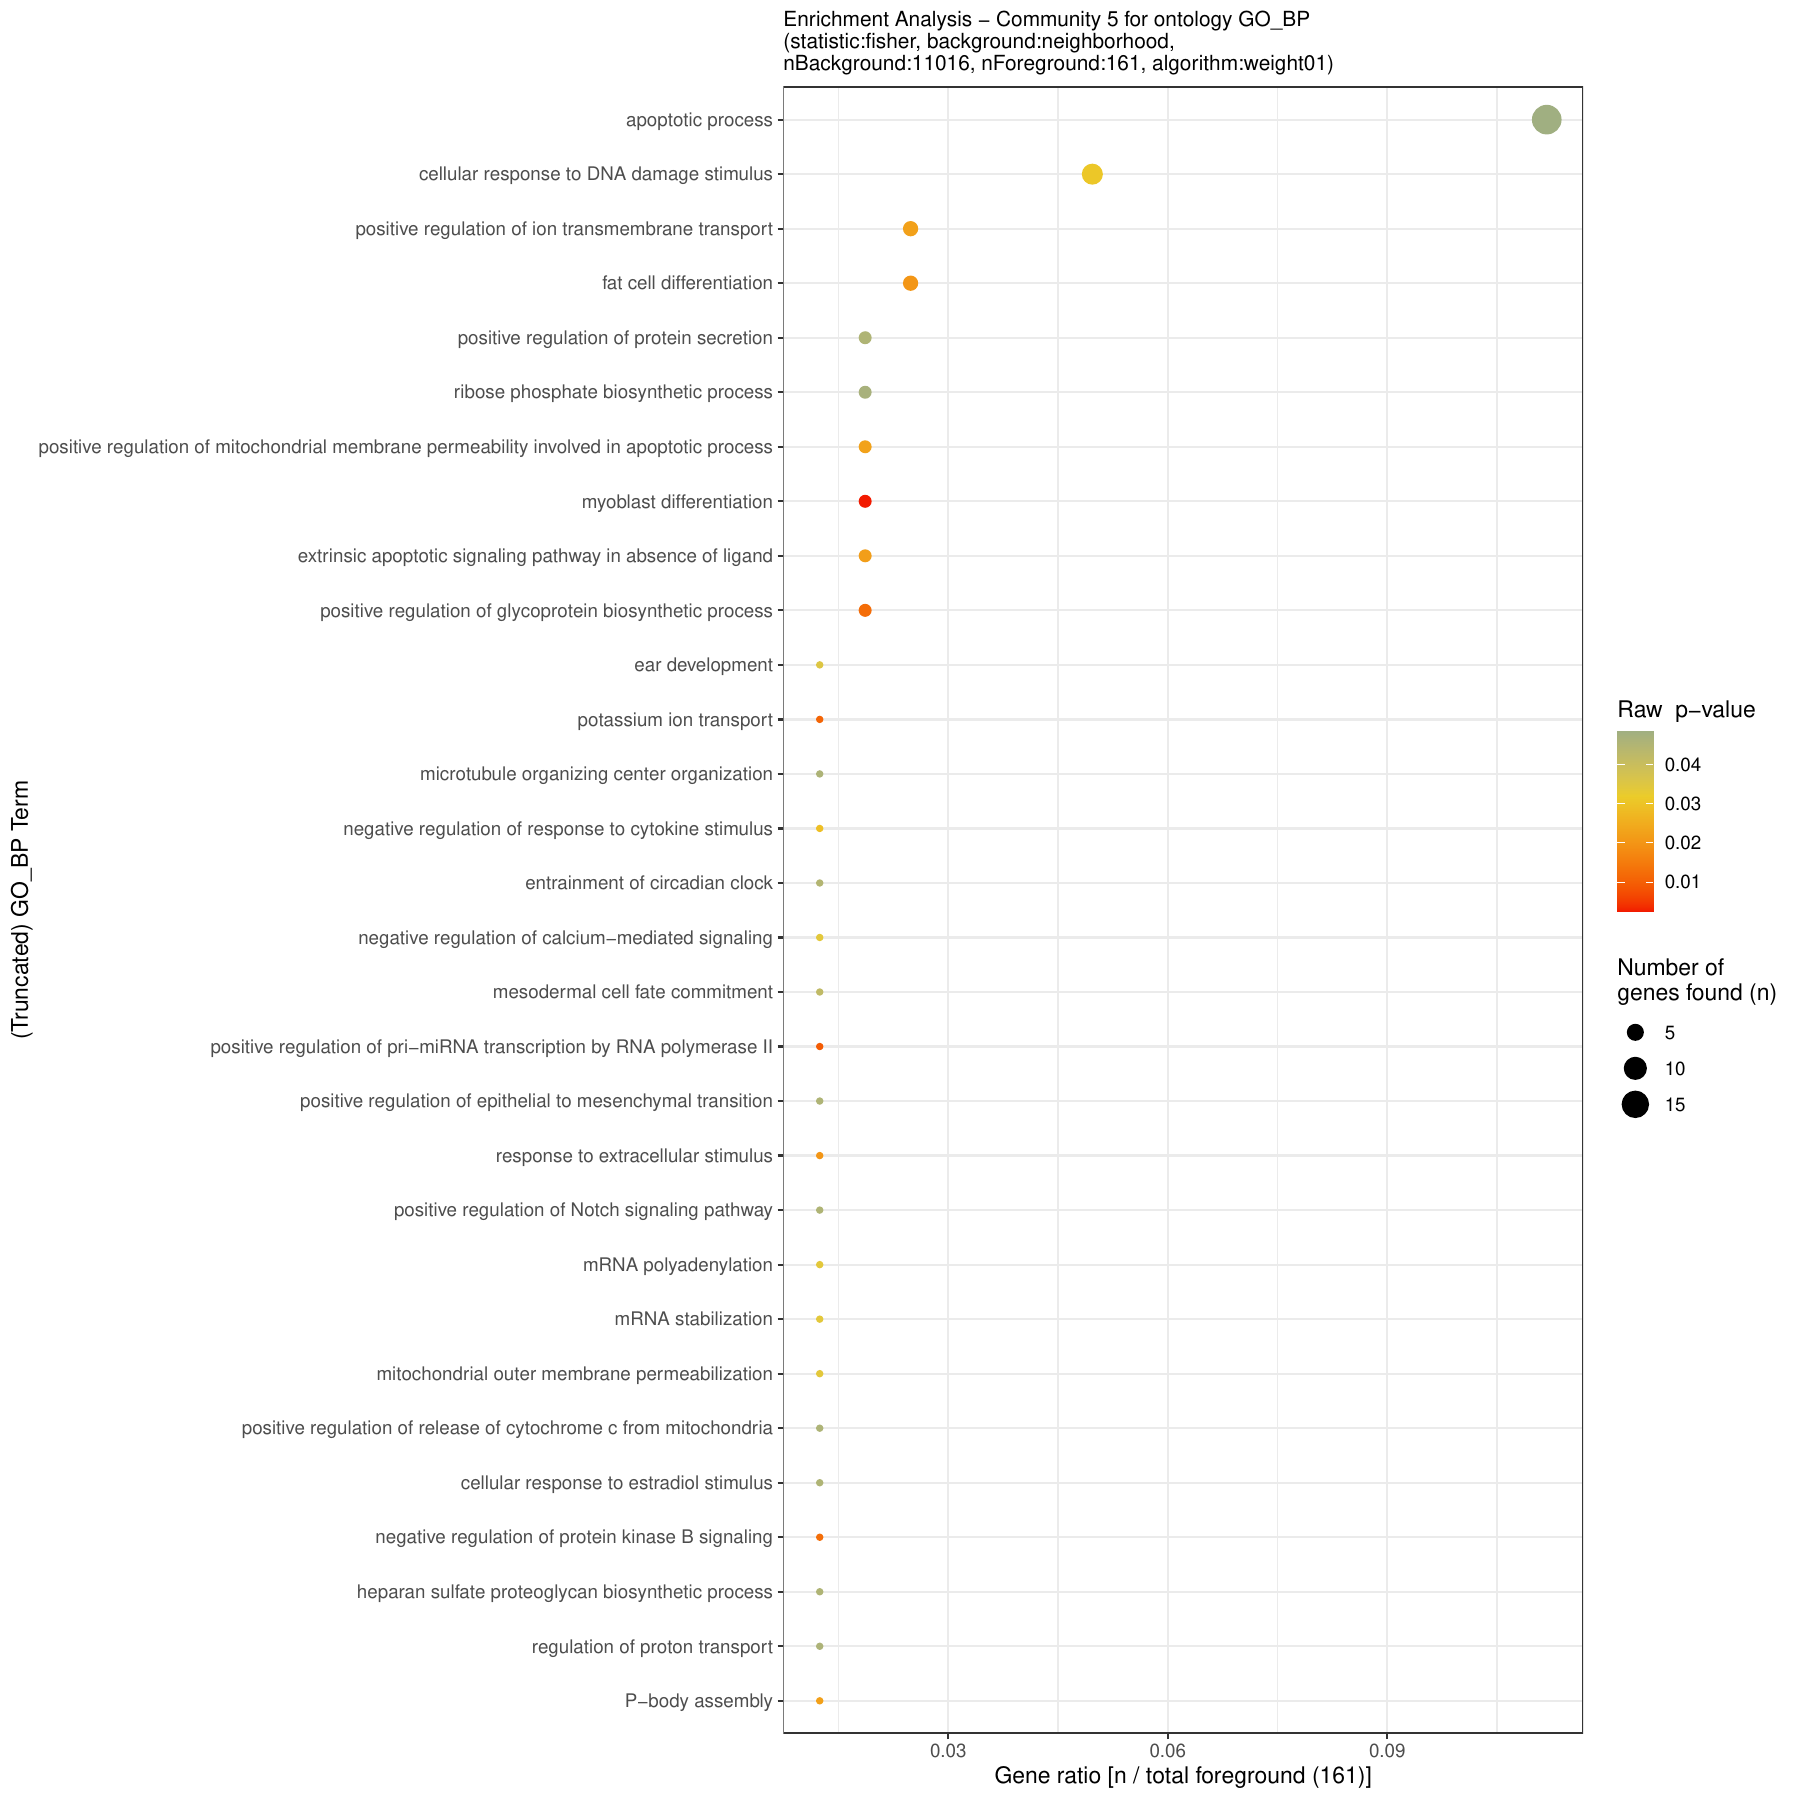 Enrichment Analysis − Community 5 for ontology GO_BP
(statistic:fisher, background:neighborhood,
nBackground:11016, nForeground:161, algorithm:weight01)
apoptotic process
cellular response to DNA damage stimulus
positive regulation of ion transmembrane transport
fat cell differentiation
positive regulation of protein secretion
ribose phosphate biosynthetic process
positive regulation of mitochondrial membrane permeability involved in apoptotic process
myoblast differentiation
extrinsic apoptotic signaling pathway in absence of ligand
positive regulation of glycoprotein biosynthetic process
ear development
potassium ion transport
microtubule organizing center organization
negative regulation of response to cytokine stimulus
entrainment of circadian clock
negative regulation of calcium−mediated signaling
mesodermal cell fate commitment
positive regulation of pri−miRNA transcription by RNA polymerase II
positive regulation of epithelial to mesenchymal transition
response to extracellular stimulus
positive regulation of Notch signaling pathway
mRNA polyadenylation
mRNA stabilization
mitochondrial outer membrane permeabilization
positive regulation of release of cytochrome c from mitochondria
cellular response to estradiol stimulus
negative regulation of protein kinase B signaling
heparan sulfate proteoglycan biosynthetic process
regulation of proton transport
P−body assembly
(Truncated) GO_BP Term
0.03
0.06
0.09
Gene ratio [n / total foreground (161)]
Raw p−value
0.04
0.03
0.02
0.01
Number of
genes found (n)
5
10
15